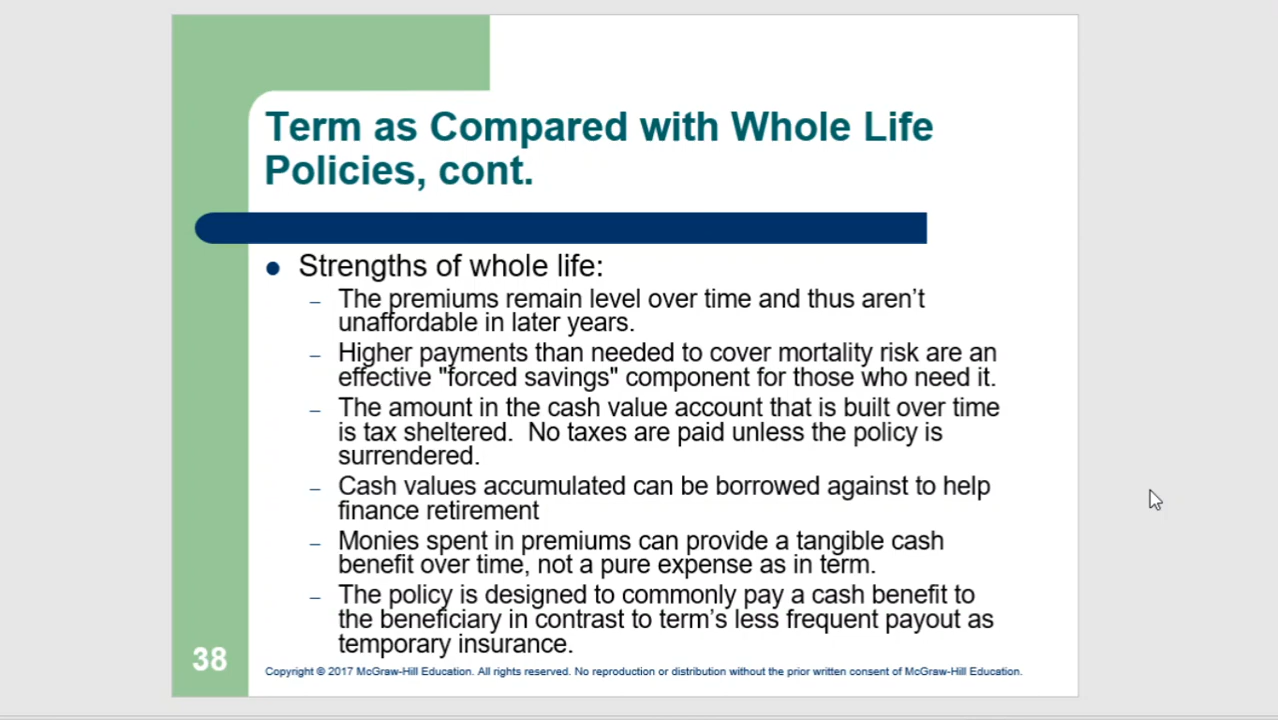 Term as Compared with Whole Life
Policies, cont.
● Strengths of whole life:
– The premiums remain level over time and thus aren’t
unaffordable in later years.
– Higher payments than needed to cover mortality risk are an
effective "forced savings" component for those who need it.
– The amount in the cash value account that is built over time
is tax sheltered.  No taxes are paid unless the policy is
surrendered.
– Cash values accumulated can be borrowed against to help
finance retirement
– Monies spent in premiums can provide a tangible cash
benefit over time, not a pure expense as in term.
– The policy is designed to commonly pay a cash benefit to
the beneficiary in contrast to term’s less frequent payout as
temporary insurance.
38
Copyright © 2017 McGraw-Hill Education. All rights reserved. No reproduction or distribution without the prior written consent of McGraw-Hill Education.